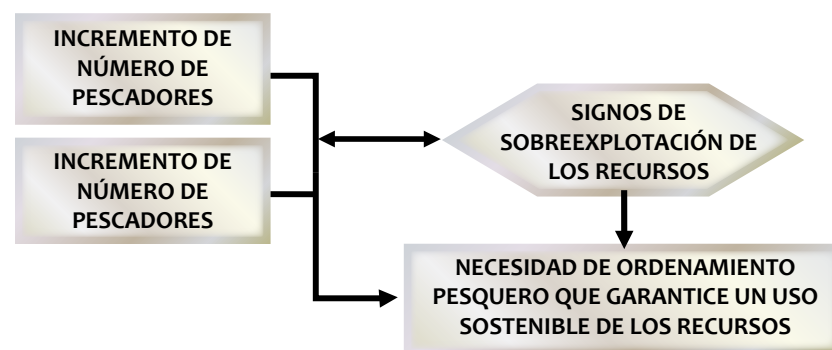 INCREMENTO DE
NÚMERO DE
PESCADORES
INCREMENTO DE
NÚMERO DE
PESCADORES
SIGNOS DE
SOBREEXPLOTACIÓN DE
LOS RECURSOS
NECESIDAD DE ORDENAMIENTO
PESQUERO QUE GARANTICE UN USO
SOSTENIBLE DE LOS RECURSOS